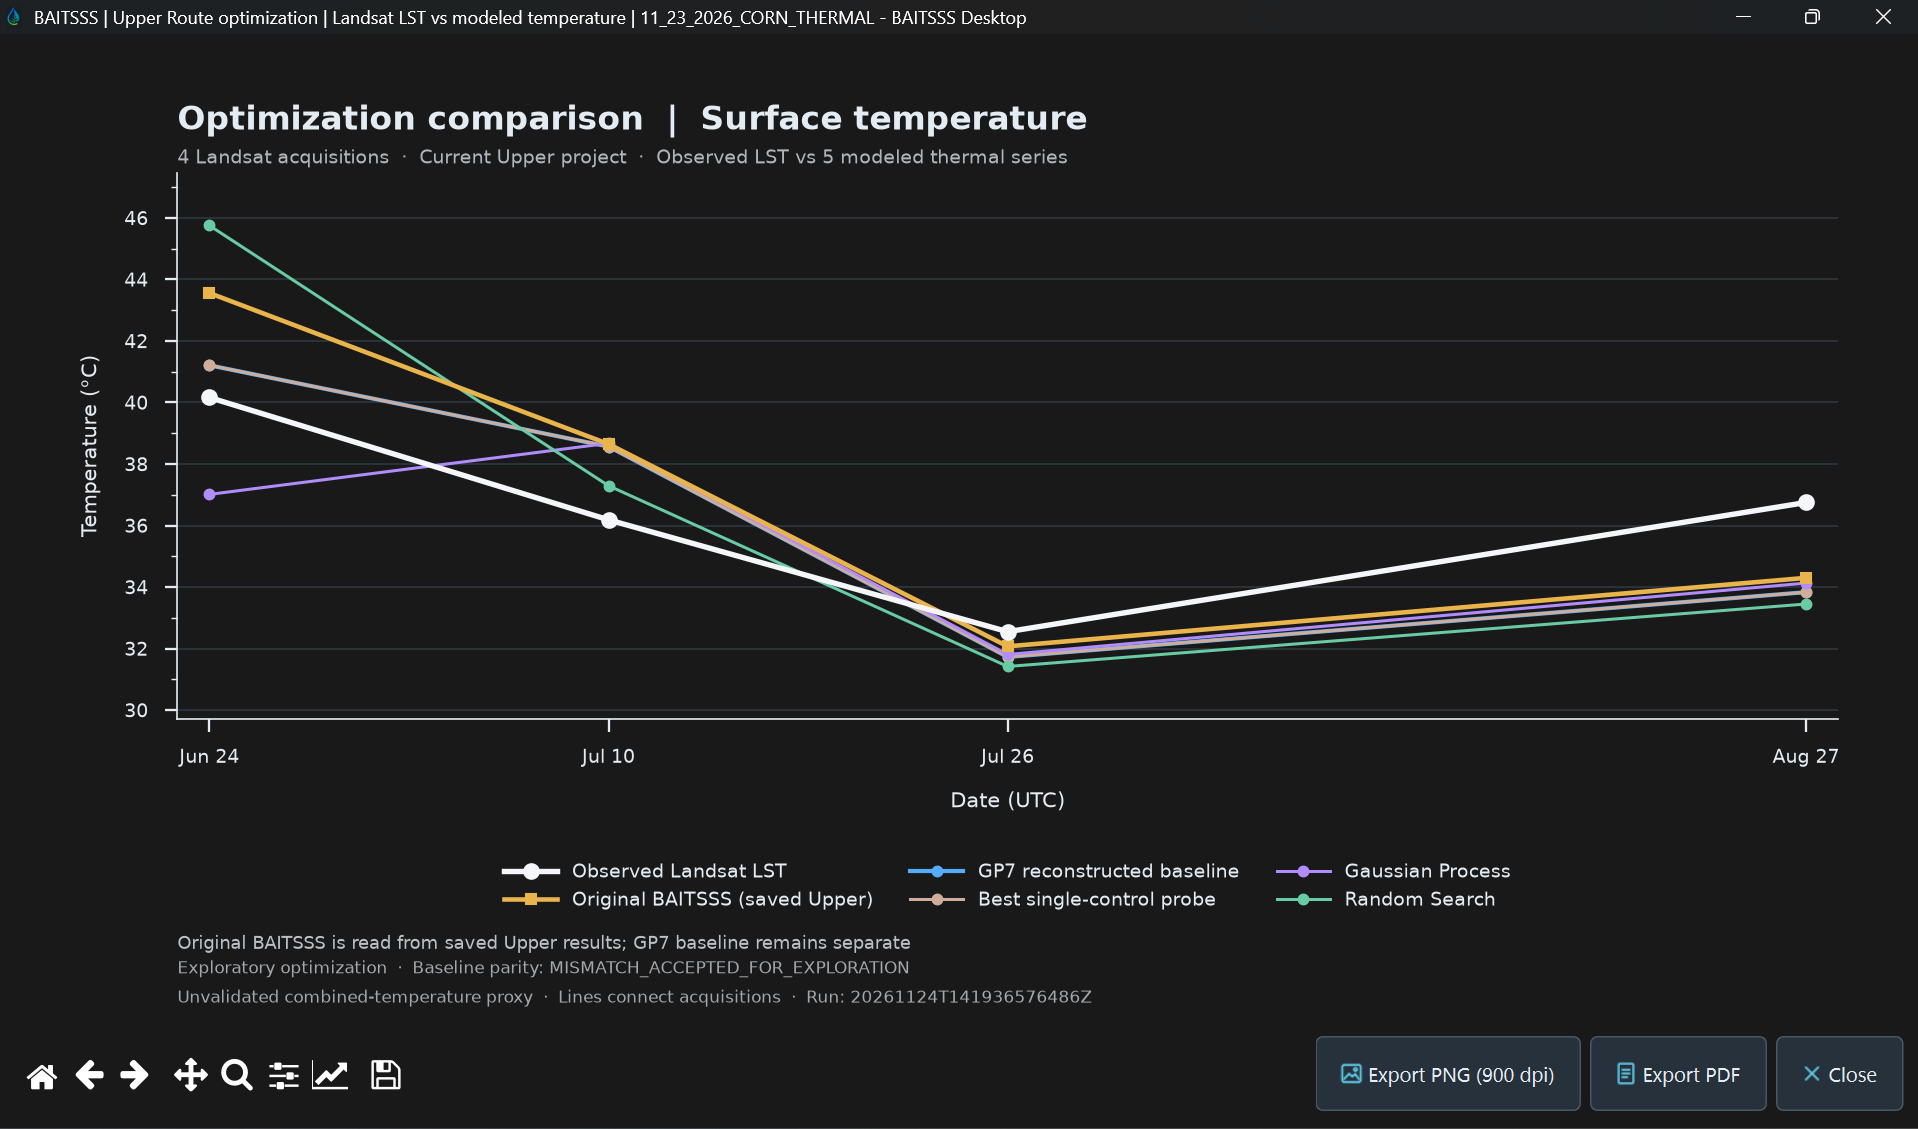 BAITSSS | Upper Route optimization | Landsat LST vs modeled temperature | 11_23_2026_CORN_THERMAL - BAITSSS Desktop
Optimization comparison | Surface temperature
4 Landsat acquisitions · Current Upper project · Observed LST vs 5 modeled thermal series
46
44
42
40
38
36
34
32
30
Temperature (°C)
Jun 24
Jul 10
Jul 26
Aug 27
Date (UTC)
Observed Landsat LST
GP7 reconstructed baseline
Gaussian Process
Original BAITSSS (saved Upper)
Best single-control probe
Random Search
Original BAITSSS is read from saved Upper results; GP7 baseline remains separate
Exploratory optimization · Baseline parity: MISMATCH_ACCEPTED_FOR_EXPLORATION
Unvalidated combined-temperature proxy · Lines connect acquisitions · Run: 20261124T141936576486Z
Export PNG (900 dpi)
Export PDF
Close